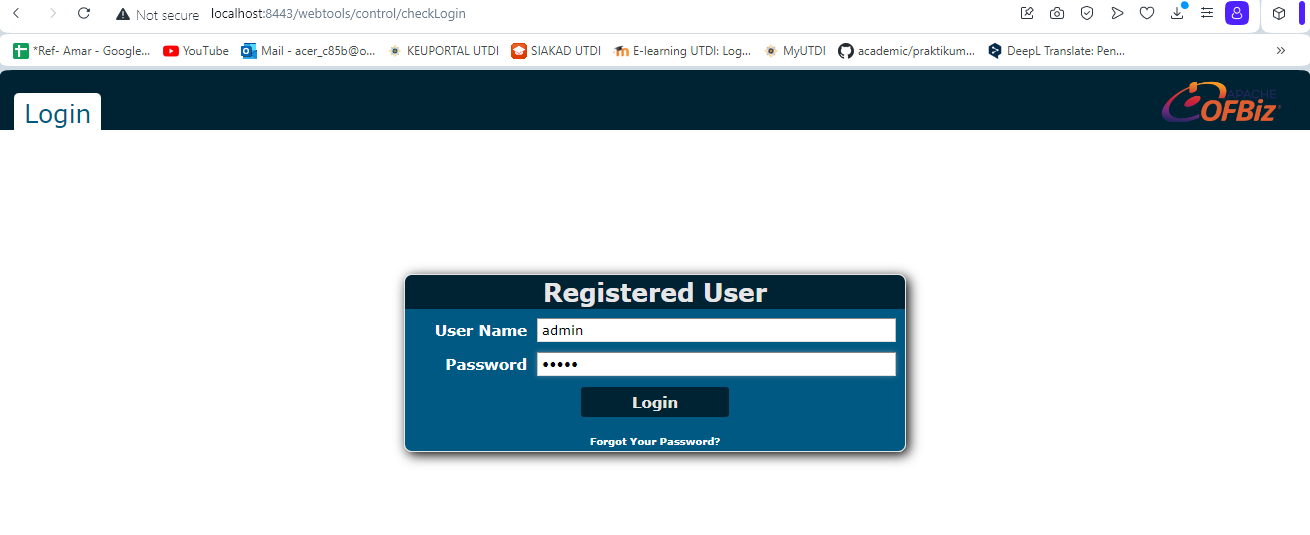 Not secure localhost:8443/webtools/control/checkLogin
*Ref- Amar - Google... YouTube Mail - acer_c85b@o... KEUPORTAL UTDI SIAKAD UTDI E-learning UTDI: Log... MyUTDI academic/praktikum... DeepL Translate: Pen... »
Login
APACHE
OFBiz
Registered User
User Name admin
Password •••••
Login
Forgot Your Password?